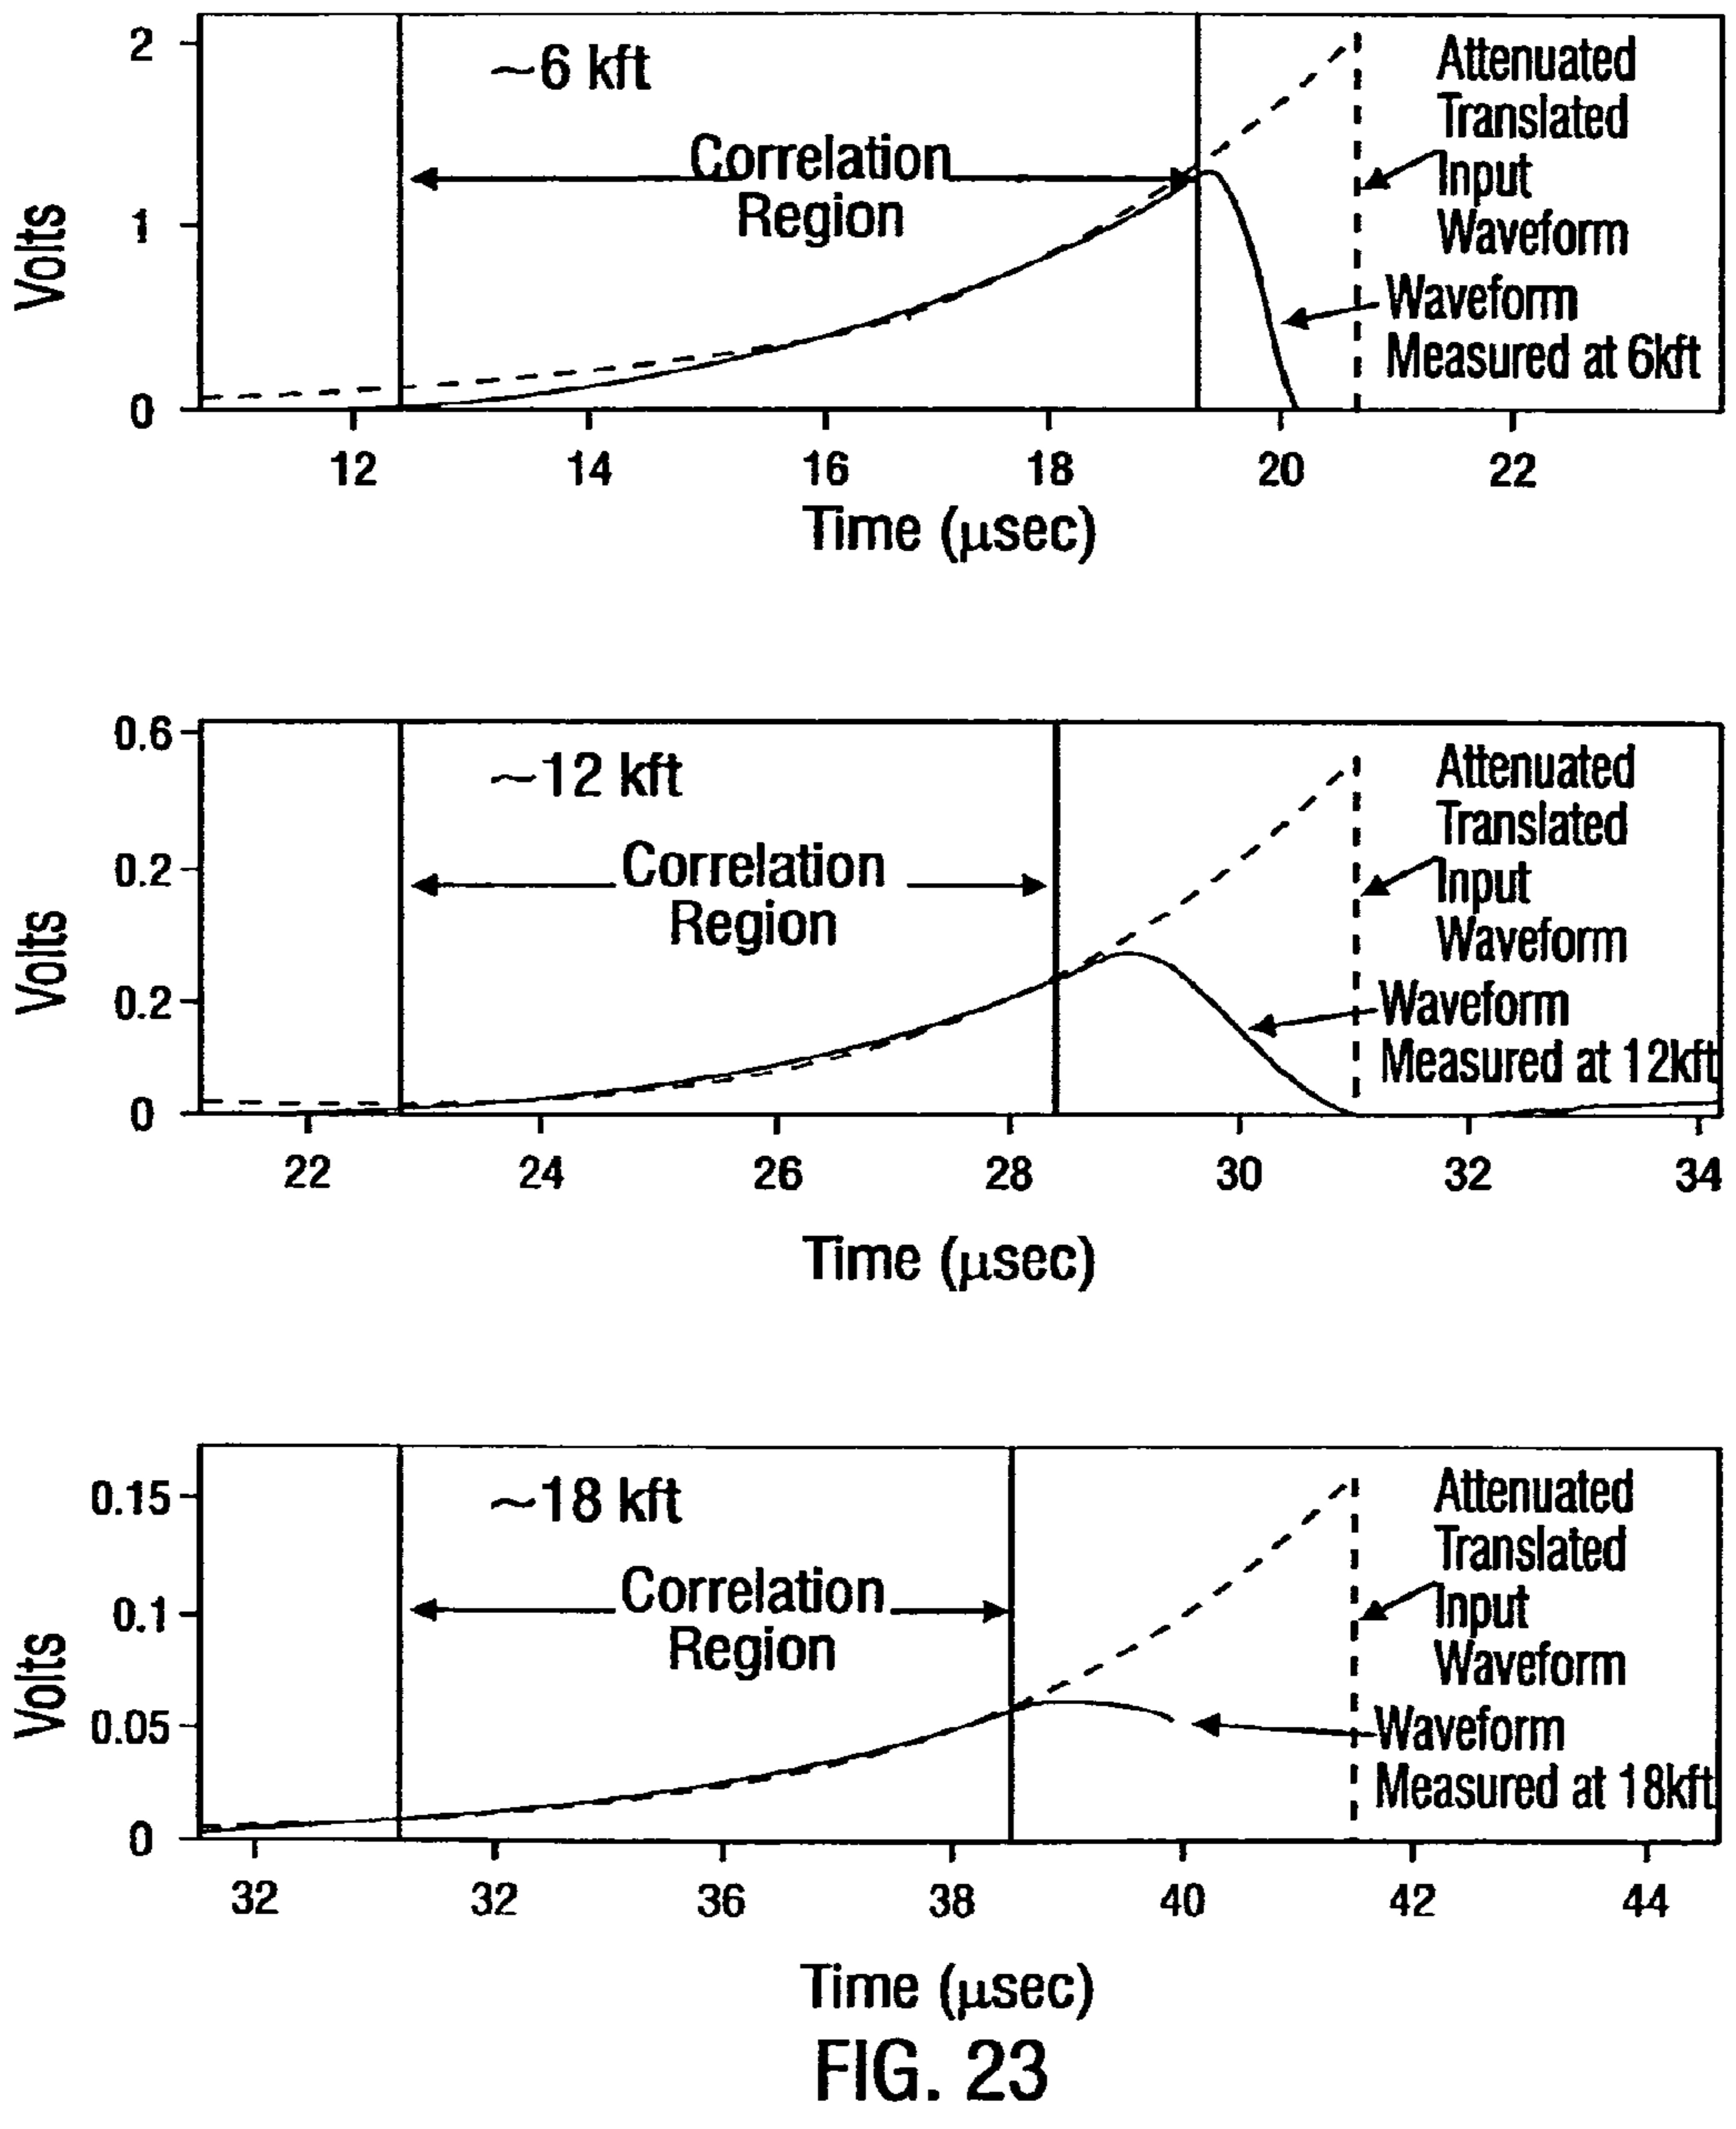 2
1
0
Volts
~6 kft
Correlation
Region
Attenuated
Translated
Input
Waveform
Waveform
Measured at 6kft
12 14 16 18 20 22
Time (μsec)
0.6
0.2
0.2
0
Volts
~12 kft
Correlation
Region
Attenuated
Translated
Input
Waveform
Waveform
Measured at 12kft
22 24 26 28 30 32 34
Time (μsec)
0.15
0.1
0.05
0
Volts
~18 kft
Correlation
Region
Attenuated
Translated
Input
Waveform
Waveform
Measured at 18kft
32 32 36 38 40 42 44
Time (μsec)
FIG. 23